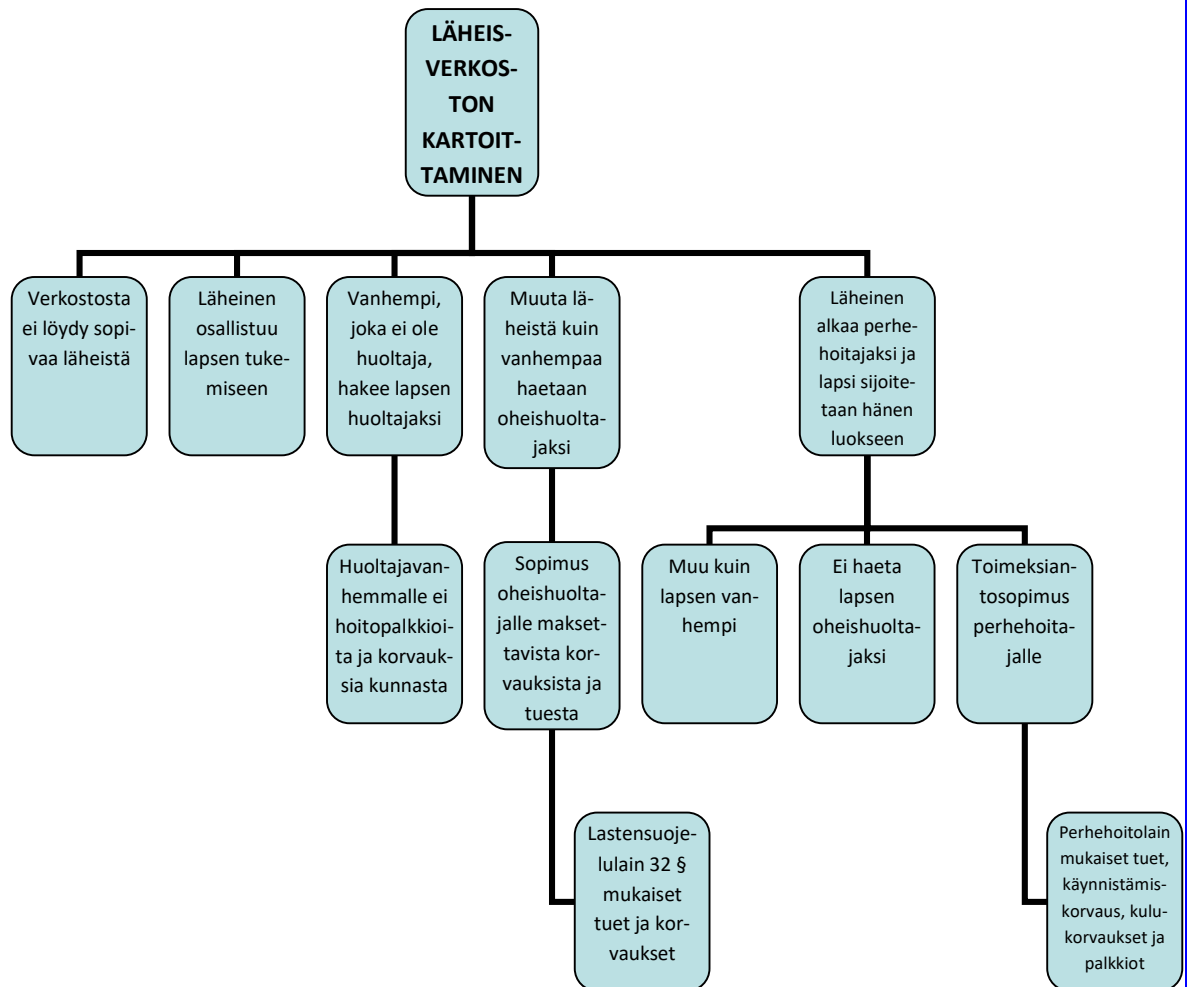 LÄHEIS-
VERKOS-
TON
KARTOIT-
TAMINEN
Verkostosta
ei löydy sopi-
vaa läheistä
Läheinen
osallistuu
lapsen tuke-
miseen
Vanhempi,
joka ei ole
huoltaja,
hakee lapsen
huoltajaksi
Muuta lä-
heistä kuin
vanhempaa
haetaan
oheishuolta-
jaksi
Läheinen
alkaa perhe-
hoitajaksi ja
lapsi sijoite-
taan hänen
luokseen
Huoltajavan-
hemmalle ei
hoitopalkkioi-
ta ja korvauk-
sia kunnasta
Sopimus
oheishuolta-
jalle makset-
tavista kor-
vauksista ja
tuesta
Muu kuin
lapsen van-
hempi
Ei haeta
lapsen
oheishuolta-
jaksi
Toimeksian-
tosopimus
perhehoita-
jalle
Lastensuoje-
lulain 32 §
mukaiset
tuet ja kor-
vaukset
Perhehoitolain
mukaiset tuet,
käynnistämis-
korvaus, kulu-
korvaukset ja
palkkiot